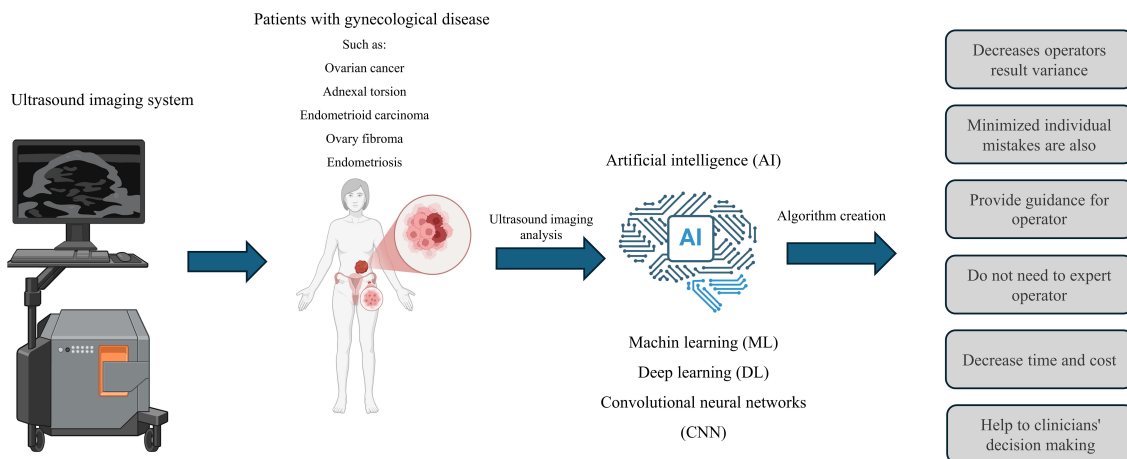 Ultrasound imaging system
Patients with gynecological disease
Such as:
Ovarian cancer
Adnexal torsion
Endometrioid carcinoma
Ovary fibroma
Endometriosis
Ultrasound imaging
analysis
Artificial intelligence (AI)
AI
Machin learning (ML)
Deep learning (DL)
Convolutional neural networks
(CNN)
Algorithm creation
Decreases operators
result variance
Minimized individual
mistakes are also
Provide guidance for
operator
Do not need to expert
operator
Decrease time and cost
Help to clinicians'
decision making